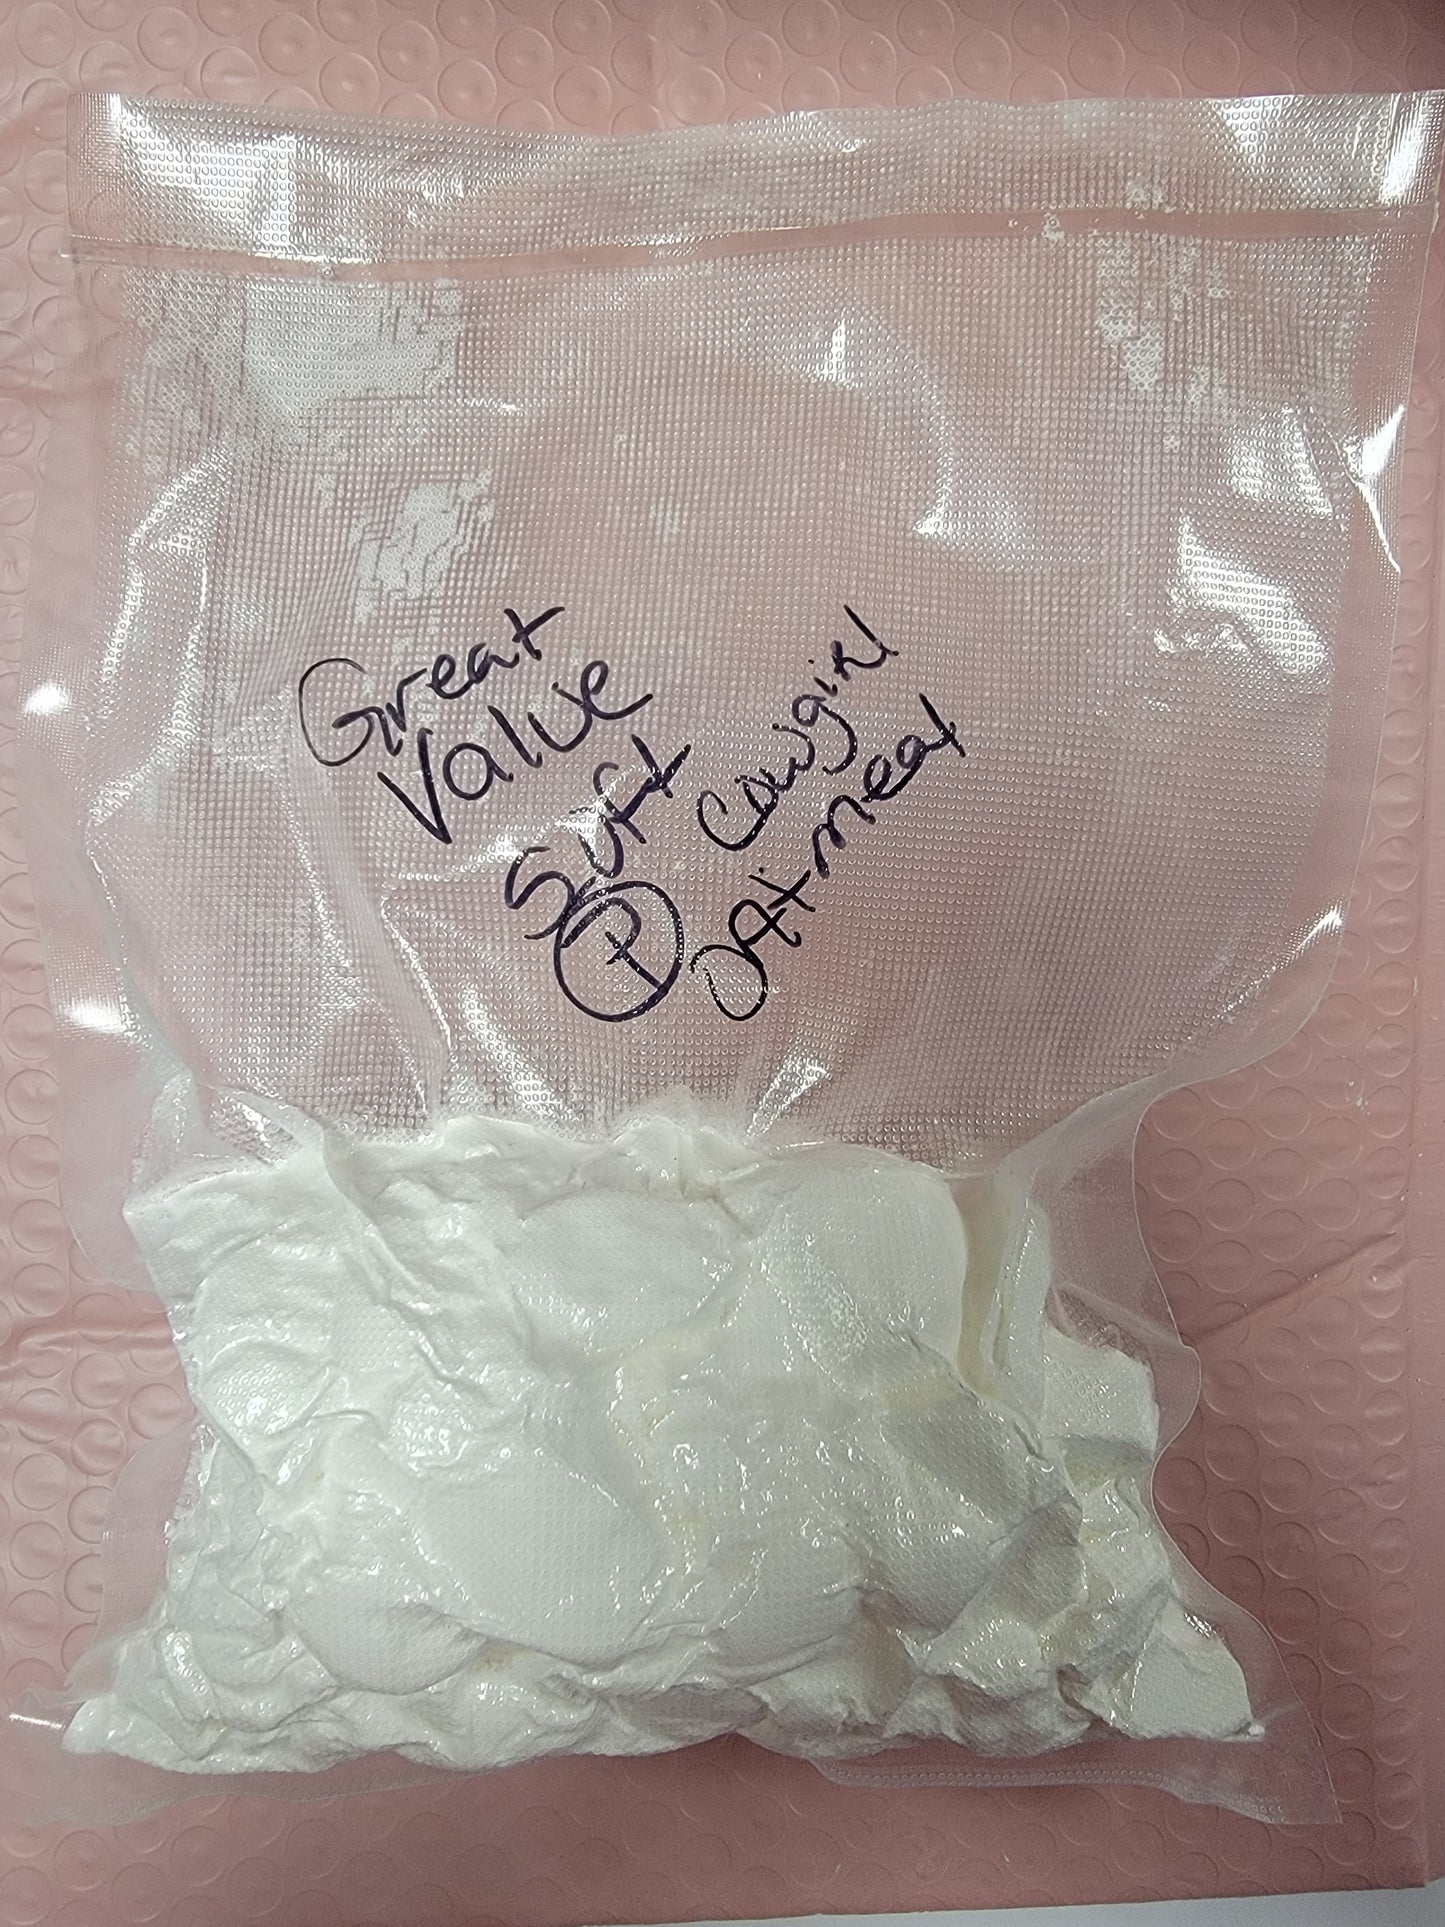 Great
Value
Soft
P
Cowgirl
Oatmeal